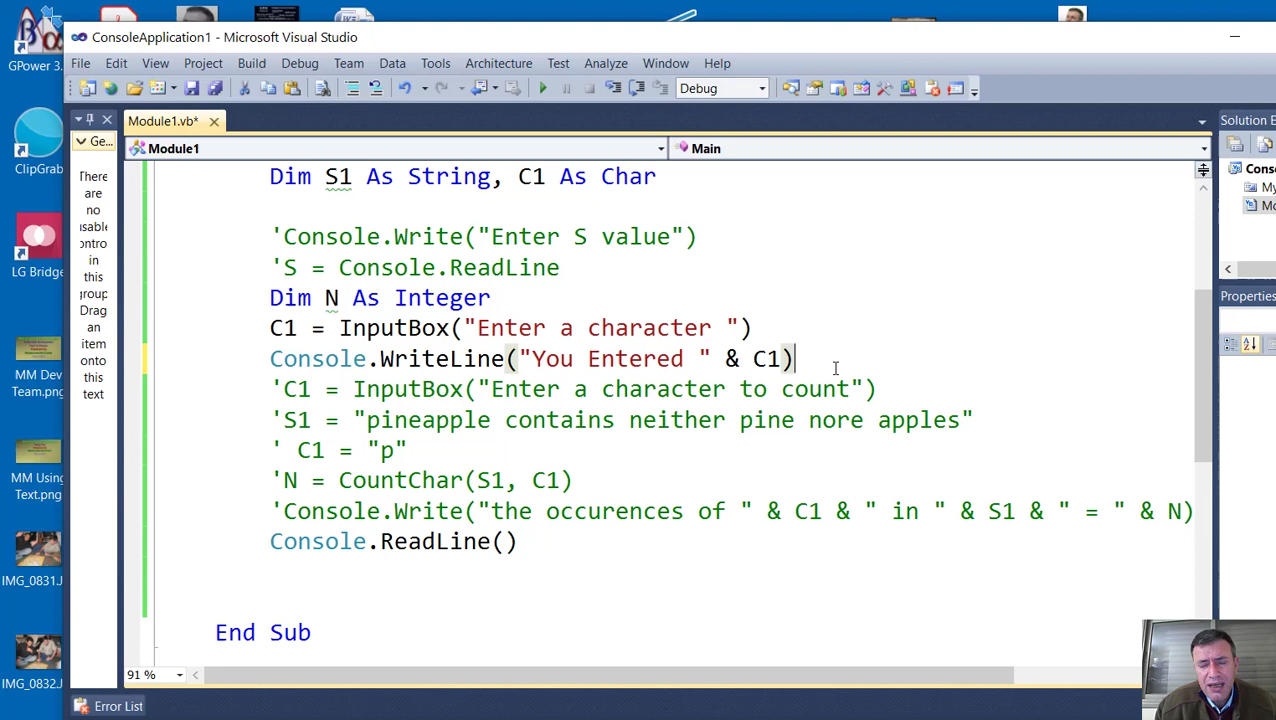 GPower 3.
ClipGrab
LG Bridge
MM Dev
Team.png
MM Using
Text.png
IMG_0831.J
IMG_0832.J
ConsoleApplication1 - Microsoft Visual Studio
File Edit View Project Build Debug Team Data Tools Architecture Test Analyze Window Help
Debug
Module1.vb*
Ge...
There
are
no
usable
ontro
in
this
group
Drag
an
item
onto
this
text
Module1
Main
Dim S1 As String, C1 As Char
'Console.Write("Enter S value")
'S = Console.ReadLine
Dim N As Integer
C1 = InputBox("Enter a character ")
Console.WriteLine("You Entered " & C1)
'C1 = InputBox("Enter a character to count")
'S1 = "pineapple contains neither pine nore apples"
' C1 = "p"
'N = CountChar(S1, C1)
'Console.Write("the occurences of " & C1 & " in " & S1 & " = " & N)
Console.ReadLine()
End Sub
91 %
Error List
Solution E
Conso
My
Mo
Properties